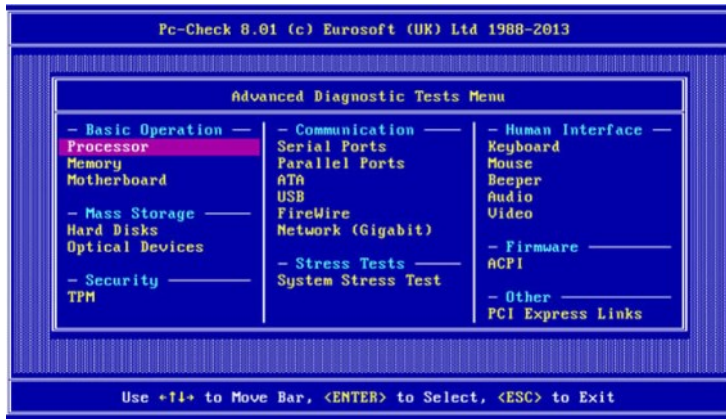 Pc-Check 8.01 (c) Eurosoft (UK) Ltd 1988-2013
Advanced Diagnostic Tests Menu
– Basic Operation —
Processor
Memory
Motherboard
– Mass Storage —
Hard Disks
Optical Devices
– Security —
TPM
– Communication —
Serial Ports
Parallel Ports
ATA
USB
FireWire
Network (Gigabit)
– Stress Tests —
System Stress Test
– Human Interface —
Keyboard
Mouse
Beeper
Audio
Video
– Firmware —
ACPI
– Other —
PCI Express Links
Use ←↑↓→ to Move Bar, <ENTER> to Select, <ESC> to Exit